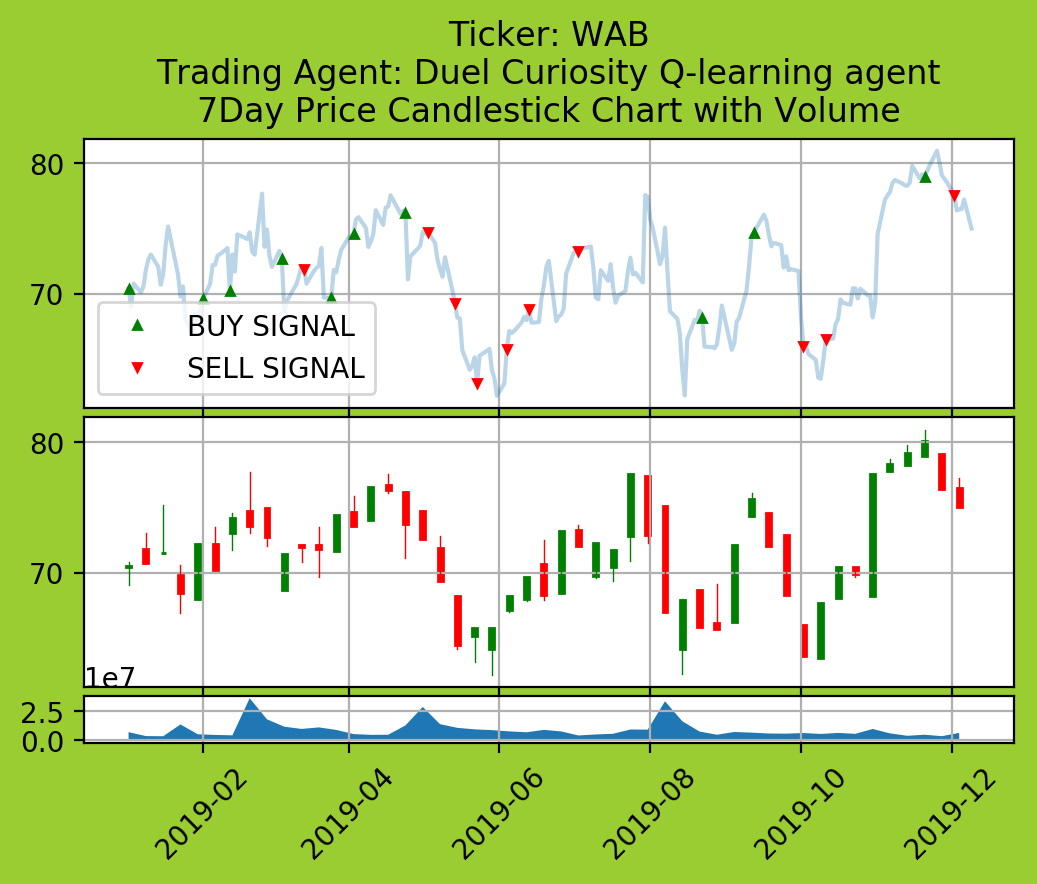 Ticker: WAB
Trading Agent: Duel Curiosity Q-learning agent
7Day Price Candlestick Chart with Volume
80
70
BUY SIGNAL
SELL SIGNAL
80
70
1e7
2.5
0.0
2019-02
2019-04
2019-06
2019-08
2019-10
2019-12